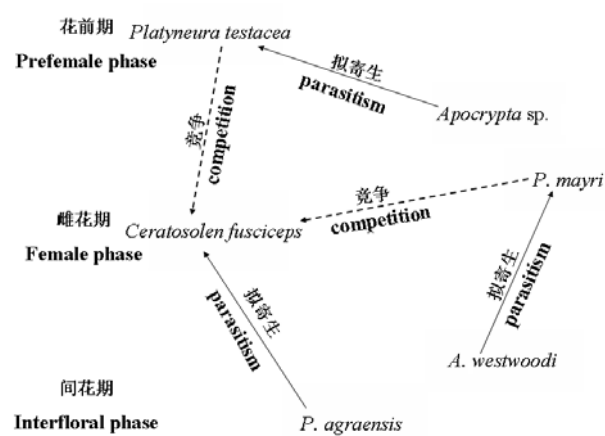 花前期
Prefemale phase
Platyneura testacea
拟寄生
parasitism
Apocrypta sp.
竞争
competition
竞争
competition
P. mayri
雌花期
Female phase
Ceratosolen fusciceps
拟寄生
parasitism
拟寄生
parasitism
A. westwoodi
间花期
Interfloral phase
P. agraensis